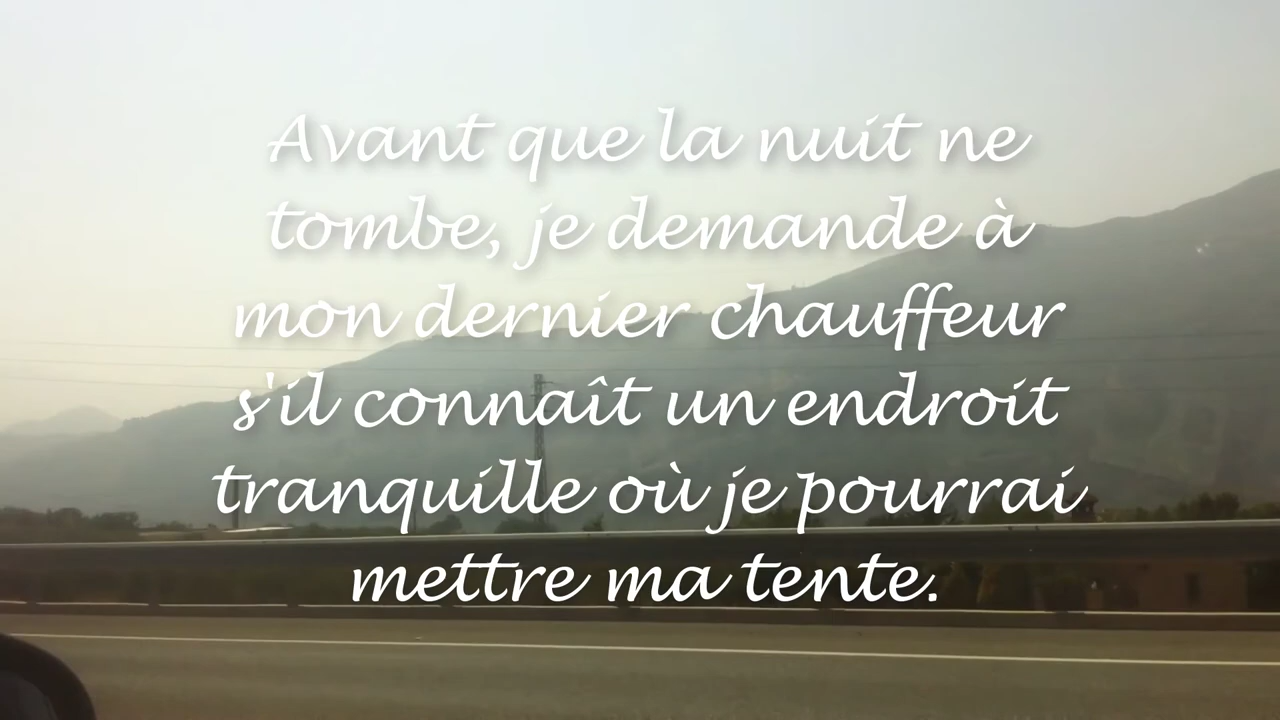 Avant que la nuit ne
tombe, je demande à
mon dernier chauffeur
s'il connaît un endroit
tranquille où je pourrai
mettre ma tente.